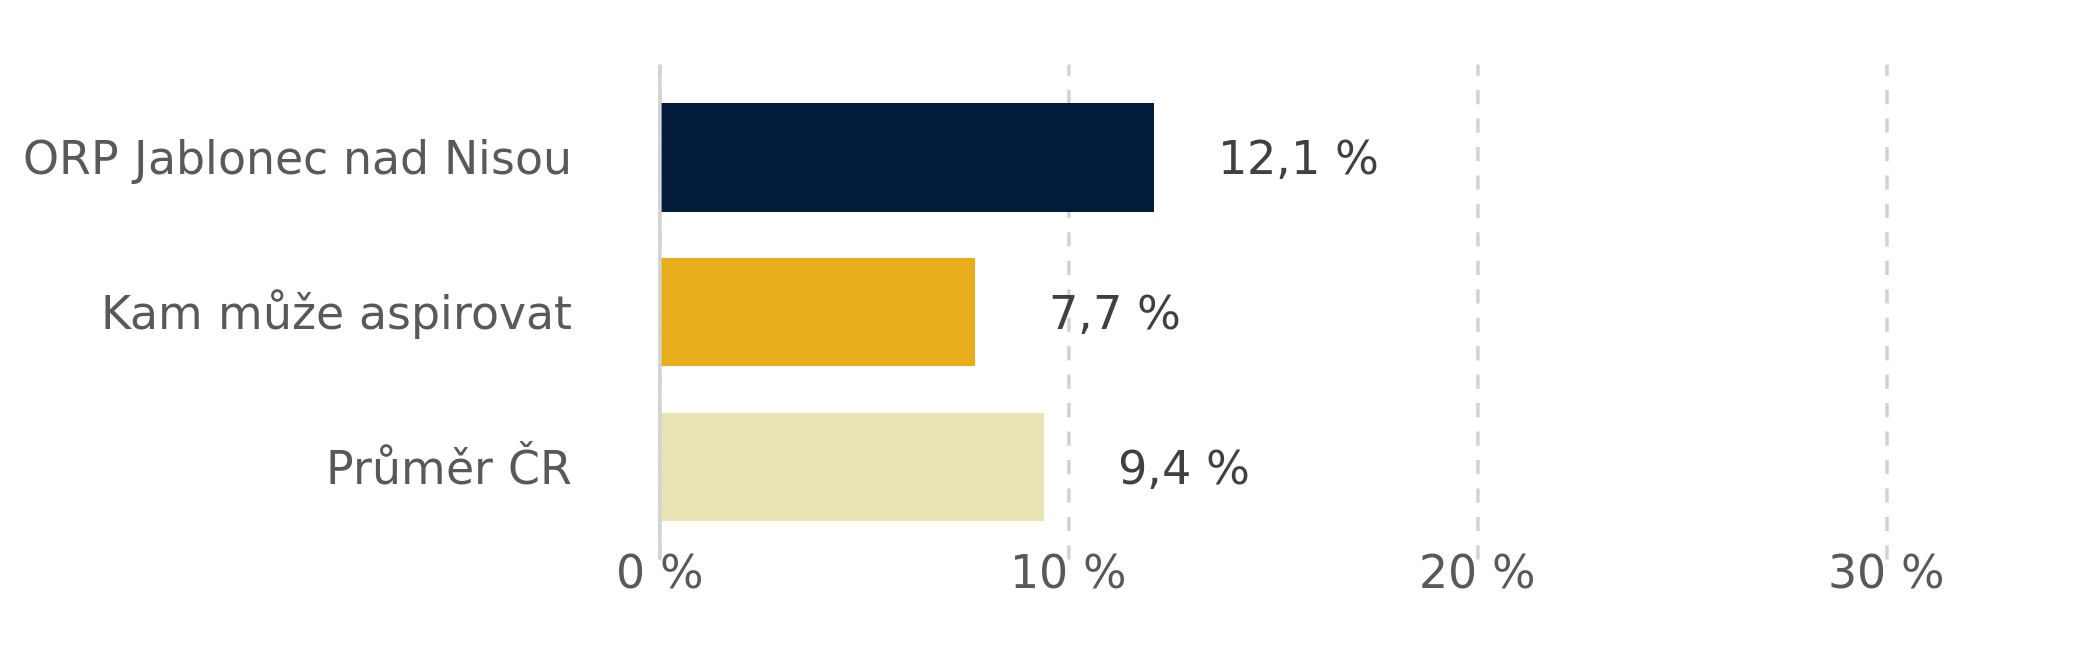 ORP Jablonec nad Nisou 12,1 %
Kam může aspirovat 7,7 %
Průměr ČR 9,4 %
0 % 10 % 20 % 30 %